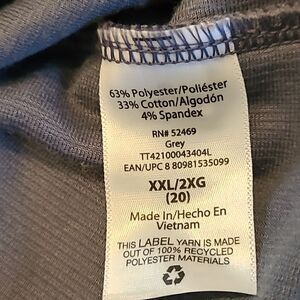 63% Polyester/Poliéster
33% Cotton/Algodón
4% Spandex
RN# 52469
Grey
TT42100043404L
EAN/UPC 8 80981535099
XXL/2XG
(20)
Made in/Hecho En
Vietnam
THIS LABEL YARN IS MADE
OUT OF 100% RECYCLED
POLYESTER MATERIALS